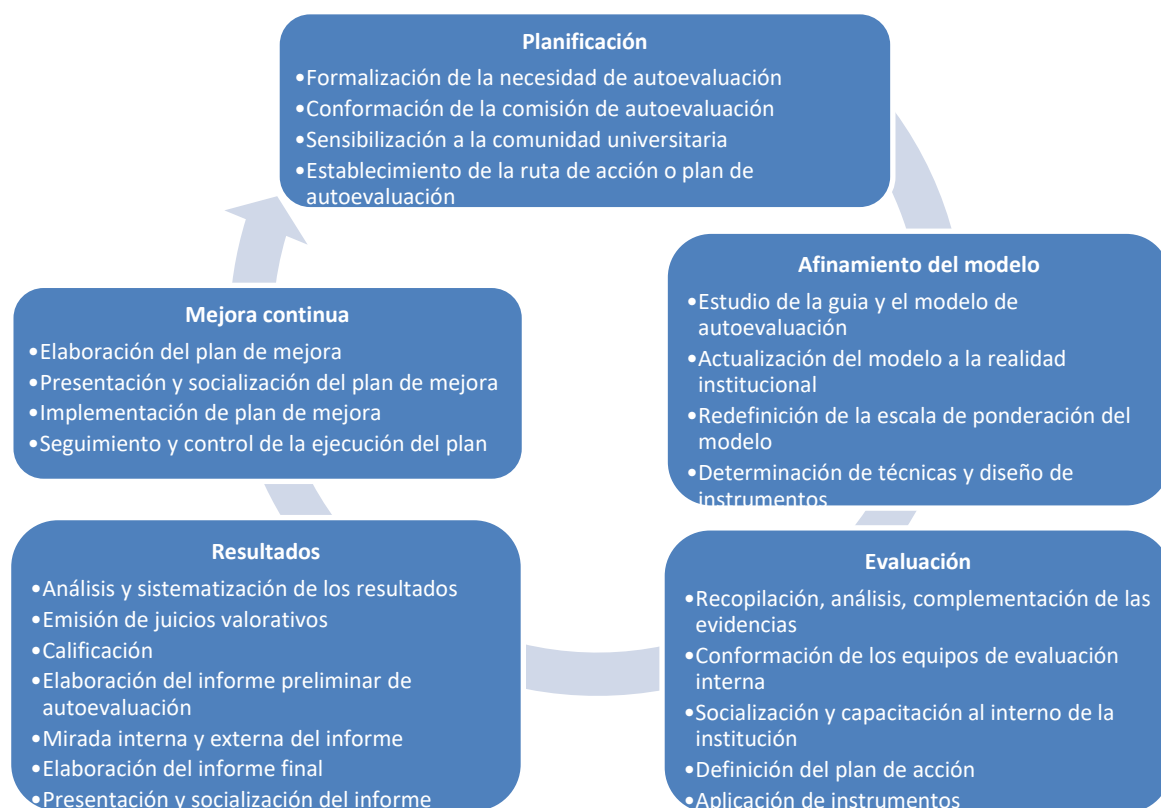 Planificación
•Formalización de la necesidad de autoevaluación
•Conformación de la comisión de autoevaluación
•Sensibilización a la comunidad universitaria
•Establecimiento de la ruta de acción o plan de
autoevaluación
Afinamiento del modelo
•Estudio de la guia y el modelo de
autoevaluación
•Actualización del modelo a la realidad
institucional
•Redefinición de la escala de ponderación del
modelo
•Determinación de técnicas y diseño de
instrumentos
Evaluación
•Recopilación, análisis, complementación de las
evidencias
•Conformación de los equipos de evaluación
interna
•Socialización y capacitación al interno de la
institución
•Definición del plan de acción
•Aplicación de instrumentos
Resultados
•Análisis y sistematización de los resultados
•Emisión de juicios valorativos
•Calificación
•Elaboración del informe preliminar de
autoevaluación
•Mirada interna y externa del informe
•Elaboración del informe final
•Presentación y socialización del informe
Mejora continua
•Elaboración del plan de mejora
•Presentación y socialización del plan de mejora
•Implementación de plan de mejora
•Seguimiento y control de la ejecución del plan